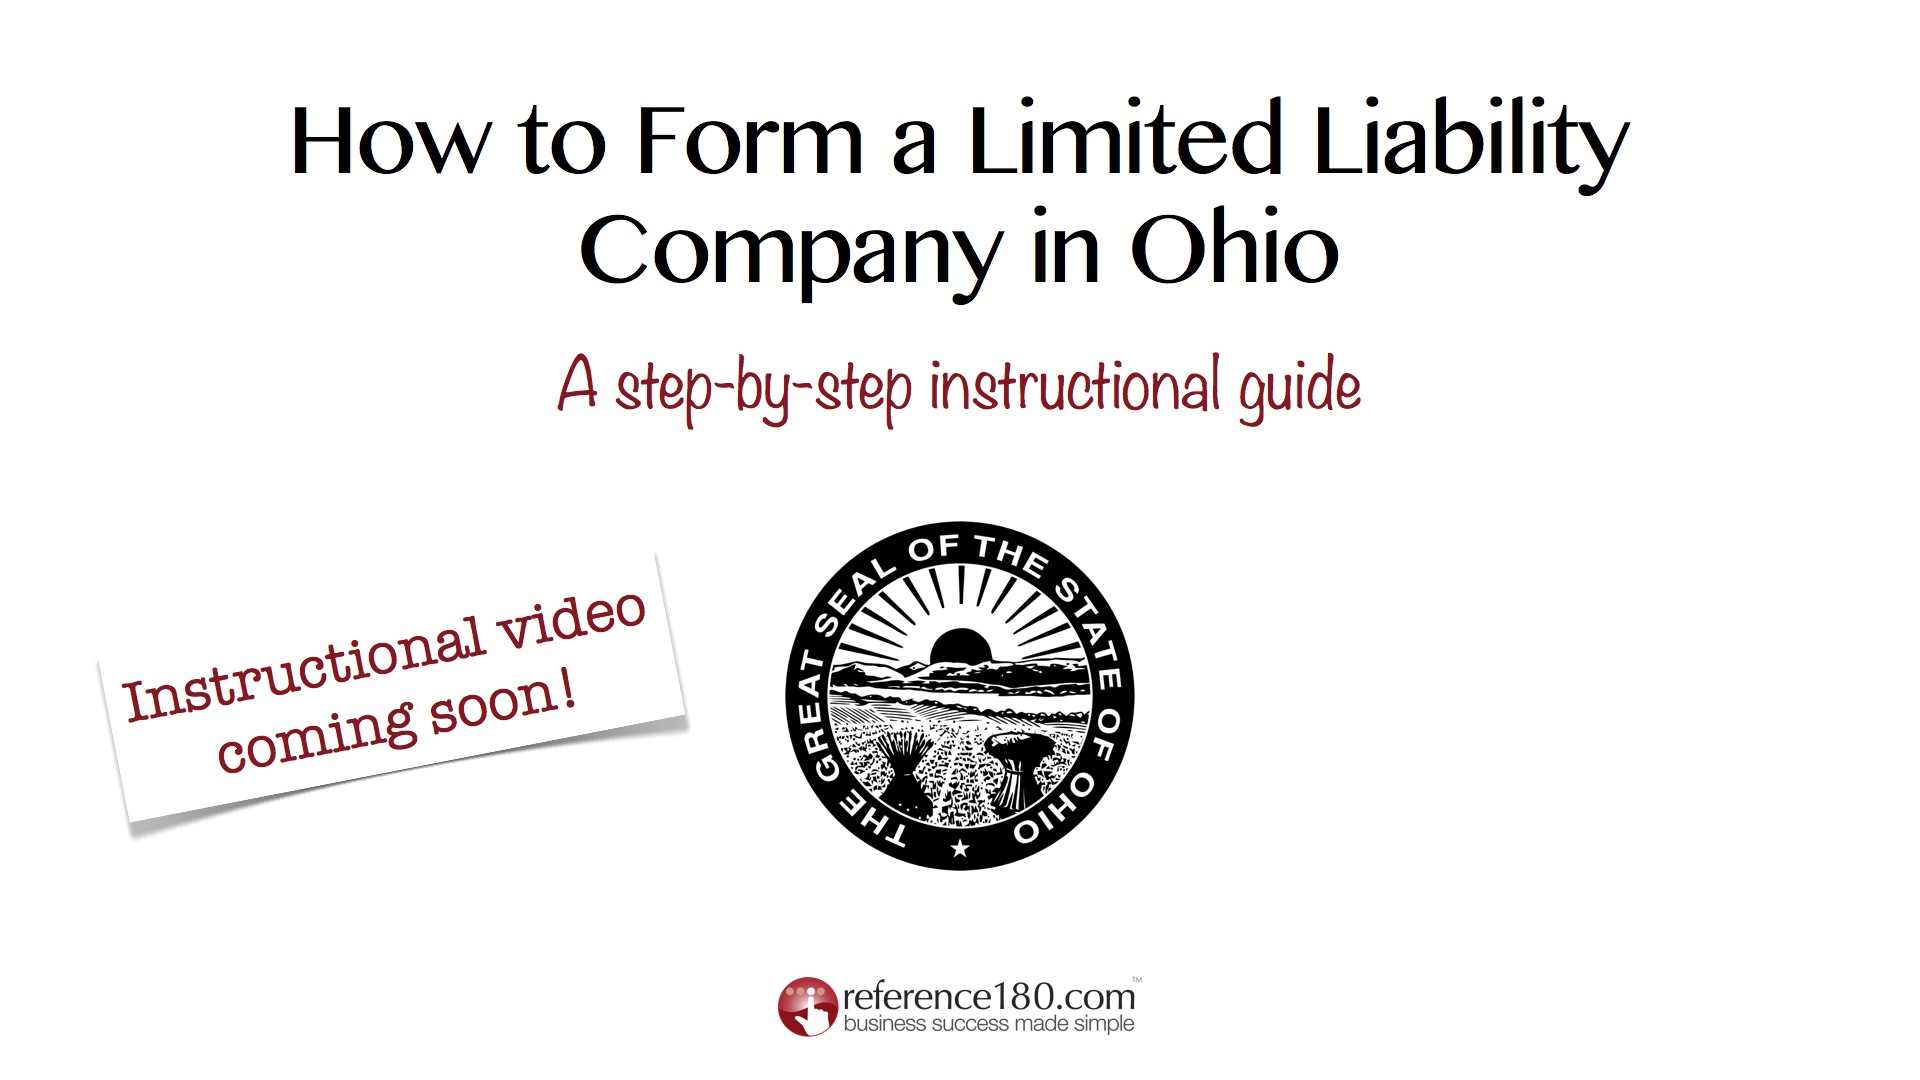 How to Form a Limited Liability
Company in Ohio
A step-by-step instructional guide
Instructional video
coming soon!
THE GREAT SEAL OF THE STATE OF OHIO
reference180.com™
business success made simple